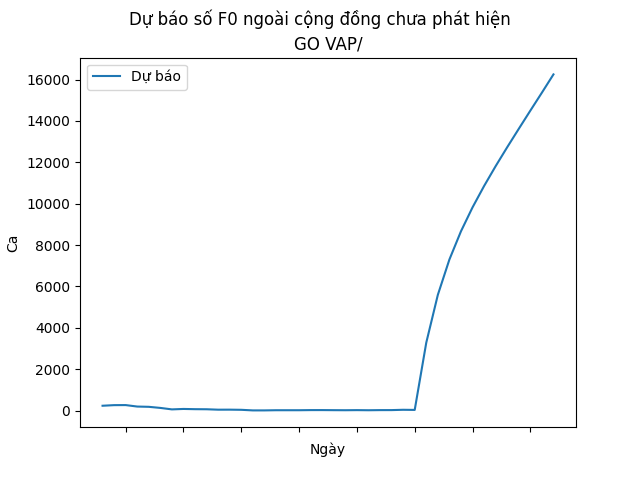 Dự báo số F0 ngoài cộng đồng chưa phát hiện
GO VAP/
Dự báo
16000
14000
12000
10000
8000
6000
4000
2000
0
Ca
Ngày